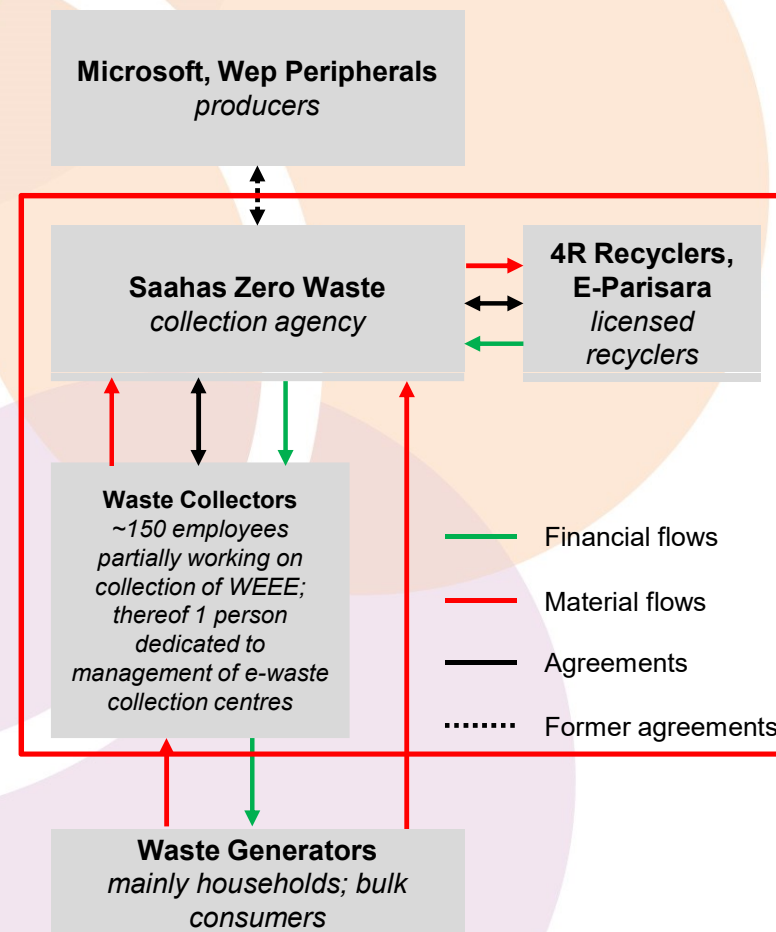 Microsoft, Wep Peripherals
producers
Saahas Zero Waste
collection agency
4R Recyclers,
E-Parisara
licensed
recyclers
Waste Collectors
~150 employees
partially working on
collection of WEEE;
thereof 1 person
dedicated to
management of e-waste
collection centres
Financial flows
Material flows
Agreements
Former agreements
Waste Generators
mainly households; bulk
consumers